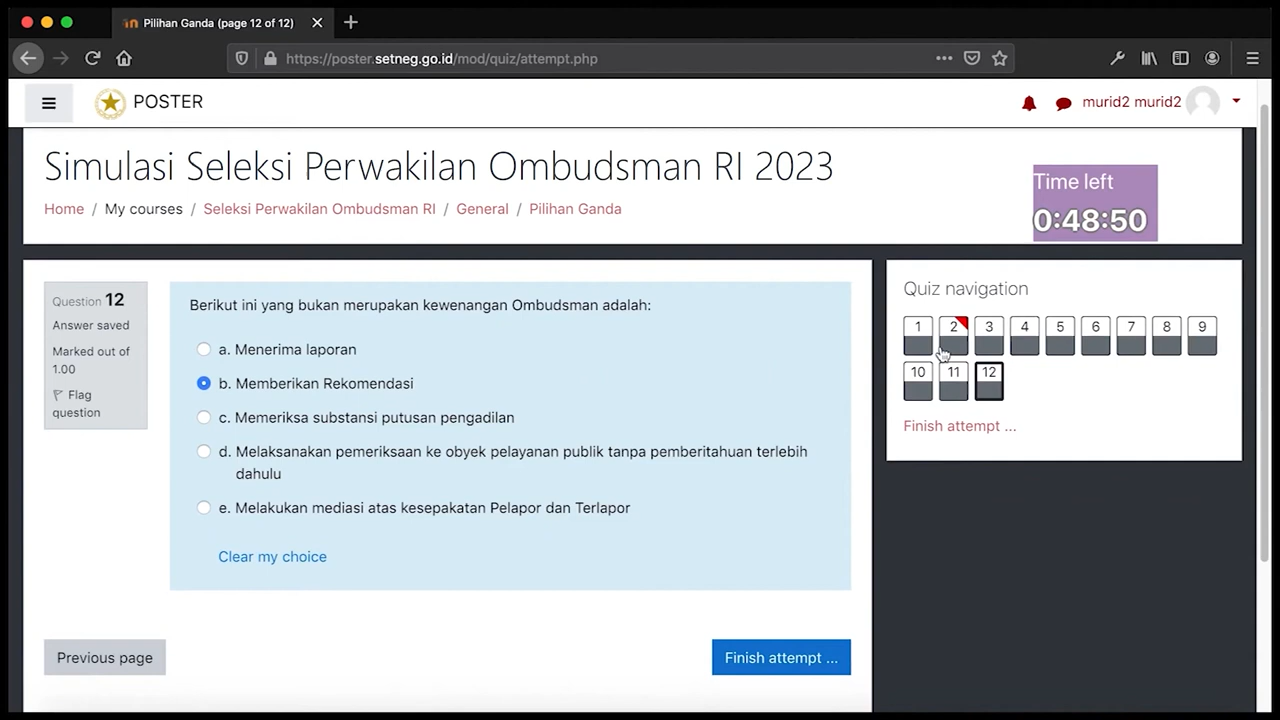 Pilihan Ganda (page 12 of 12)
https://poster.setneg.go.id/mod/quiz/attempt.php
POSTER
murid2 murid2
Simulasi Seleksi Perwakilan Ombudsman RI 2023
Home / My courses / Seleksi Perwakilan Ombudsman RI / General / Pilihan Ganda
Time left
0:48:50
Question 12
Answer saved
Marked out of
1.00
Flag
question
Berikut ini yang bukan merupakan kewenangan Ombudsman adalah:
a. Menerima laporan
b. Memberikan Rekomendasi
c. Memeriksa substansi putusan pengadilan
d. Melaksanakan pemeriksaan ke obyek pelayanan publik tanpa pemberitahuan terlebih
dahulu
e. Melakukan mediasi atas kesepakatan Pelapor dan Terlapor
Clear my choice
Previous page
Finish attempt ...
Quiz navigation
1 2 3 4 5 6 7 8 9
10 11 12
Finish attempt ...